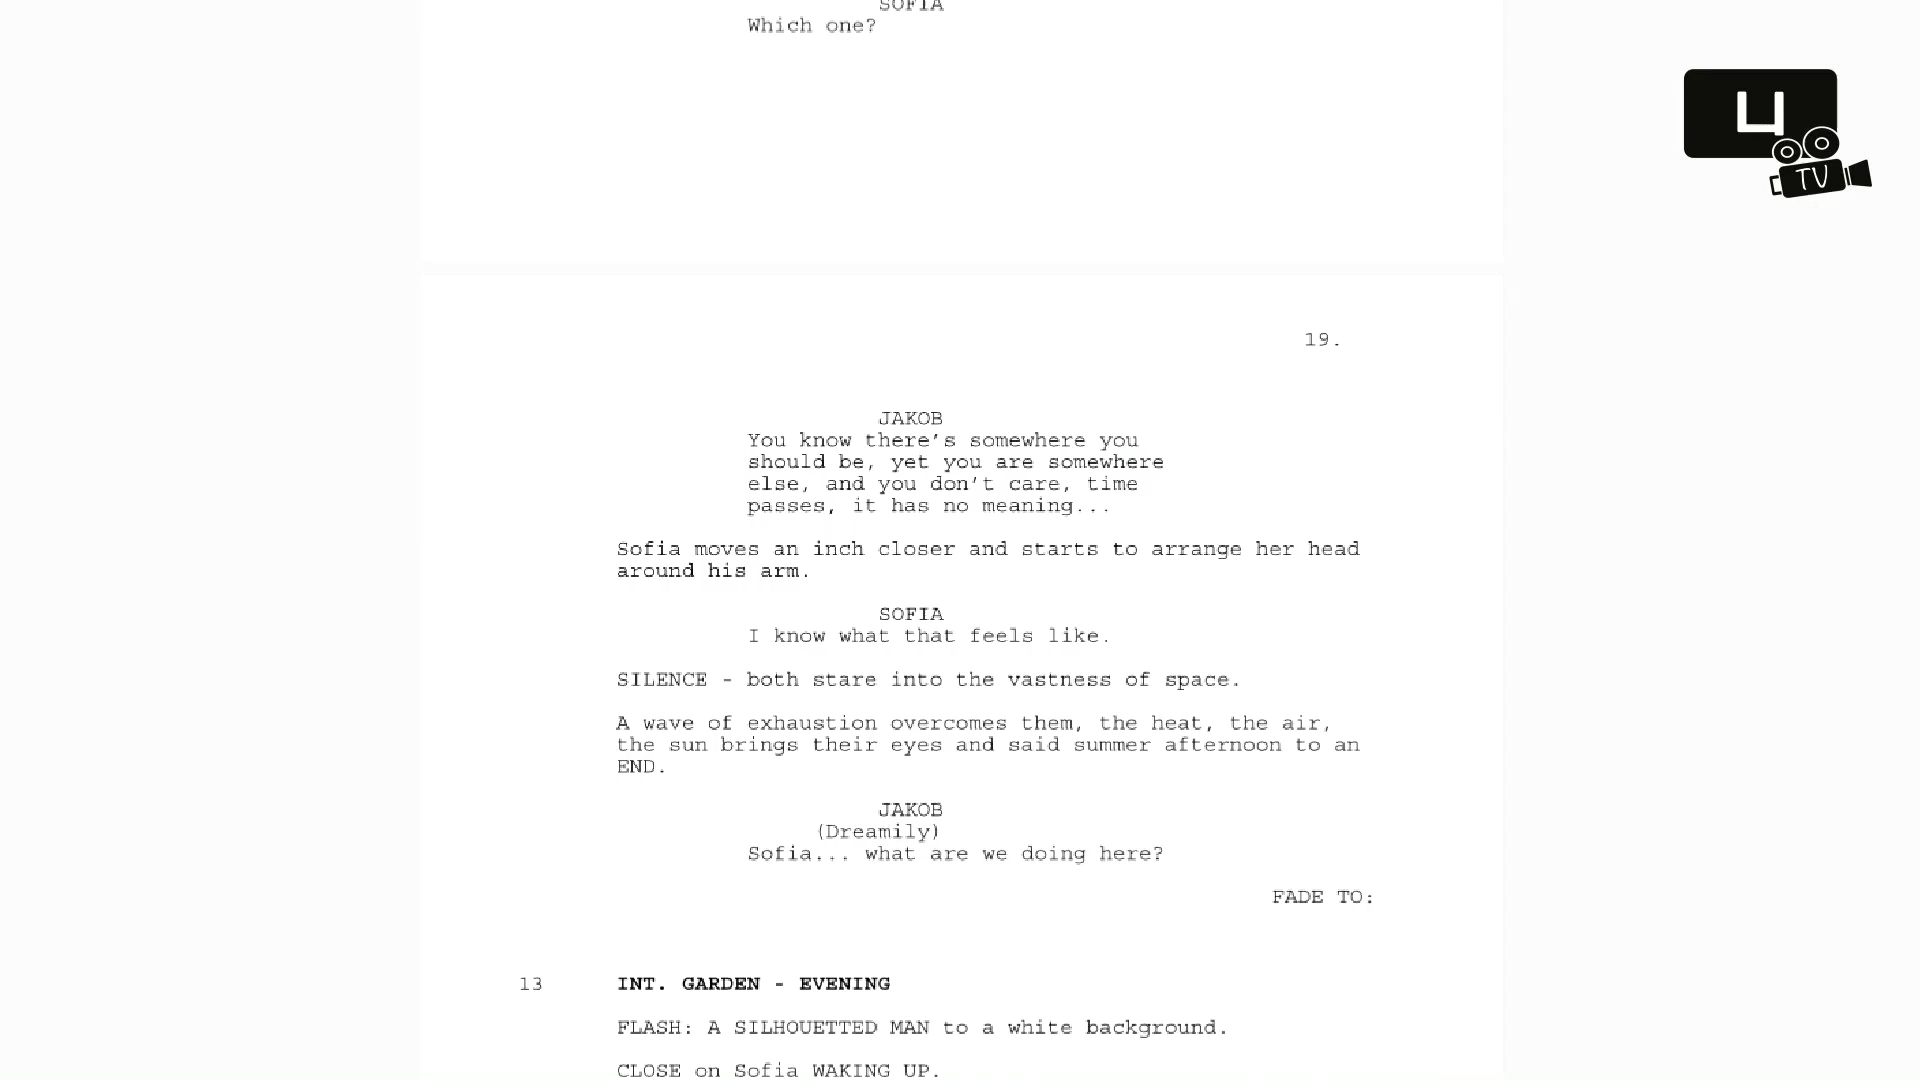 SOFIA
Which one?
4
TV
19.
JAKOB
You know there's somewhere you
should be, yet you are somewhere
else, and you don't care, time
passes, it has no meaning...
Sofia moves an inch closer and starts to arrange her head
around his arm.
SOFIA
I know what that feels like.
SILENCE - both stare into the vastness of space.
A wave of exhaustion overcomes them, the heat, the air,
the sun brings their eyes and said summer afternoon to an
END.
JAKOB
(Dreamily)
Sofia... what are we doing here?
FADE TO:
13 INT. GARDEN - EVENING
FLASH: A SILHOUETTED MAN to a white background.
CLOSE on Sofia WAKING UP.